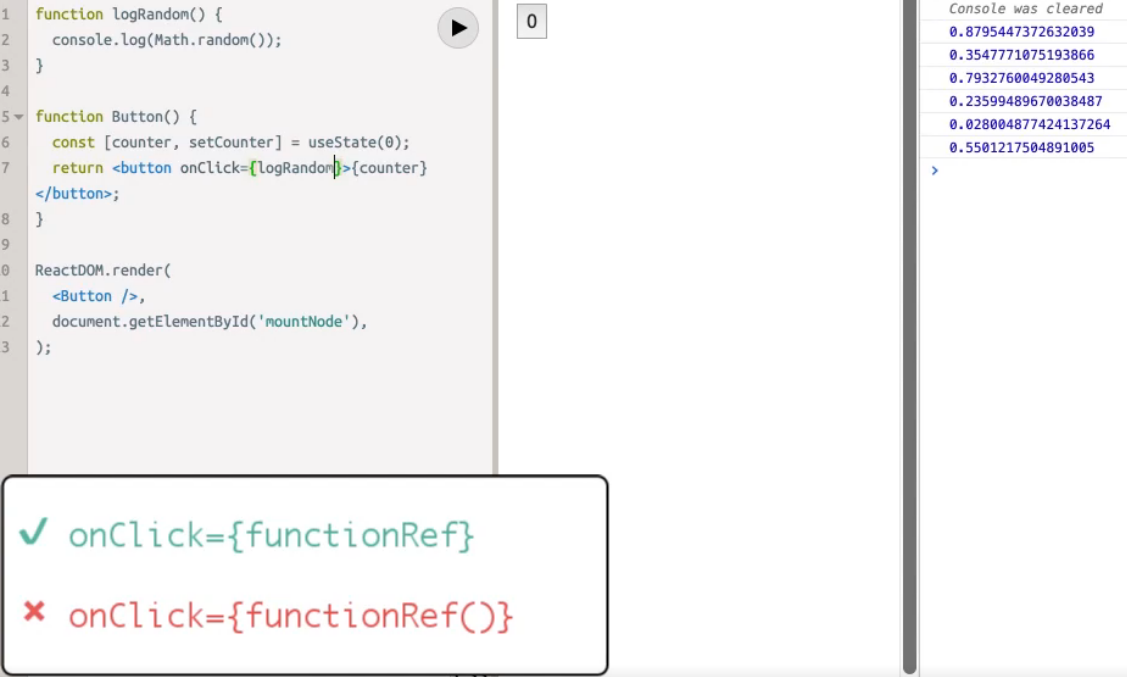 1 function logRandom() {
2 console.log(Math.random());
3 }
4
5 function Button() {
6 const [counter, setCounter] = useState(0);
7 return <button onClick={logRandom}>{counter}
</button>;
8 }
9
0 ReactDOM.render(
1 <Button />,
2 document.getElementById('mountNode'),
3 );
0
Console was cleared
0.8795447372632039
0.3547771075193866
0.7932760049280543
0.23599489670038487
0.028004877424137264
0.5501217504891005
>
✓ onClick={functionRef}
✖ onClick={functionRef()}